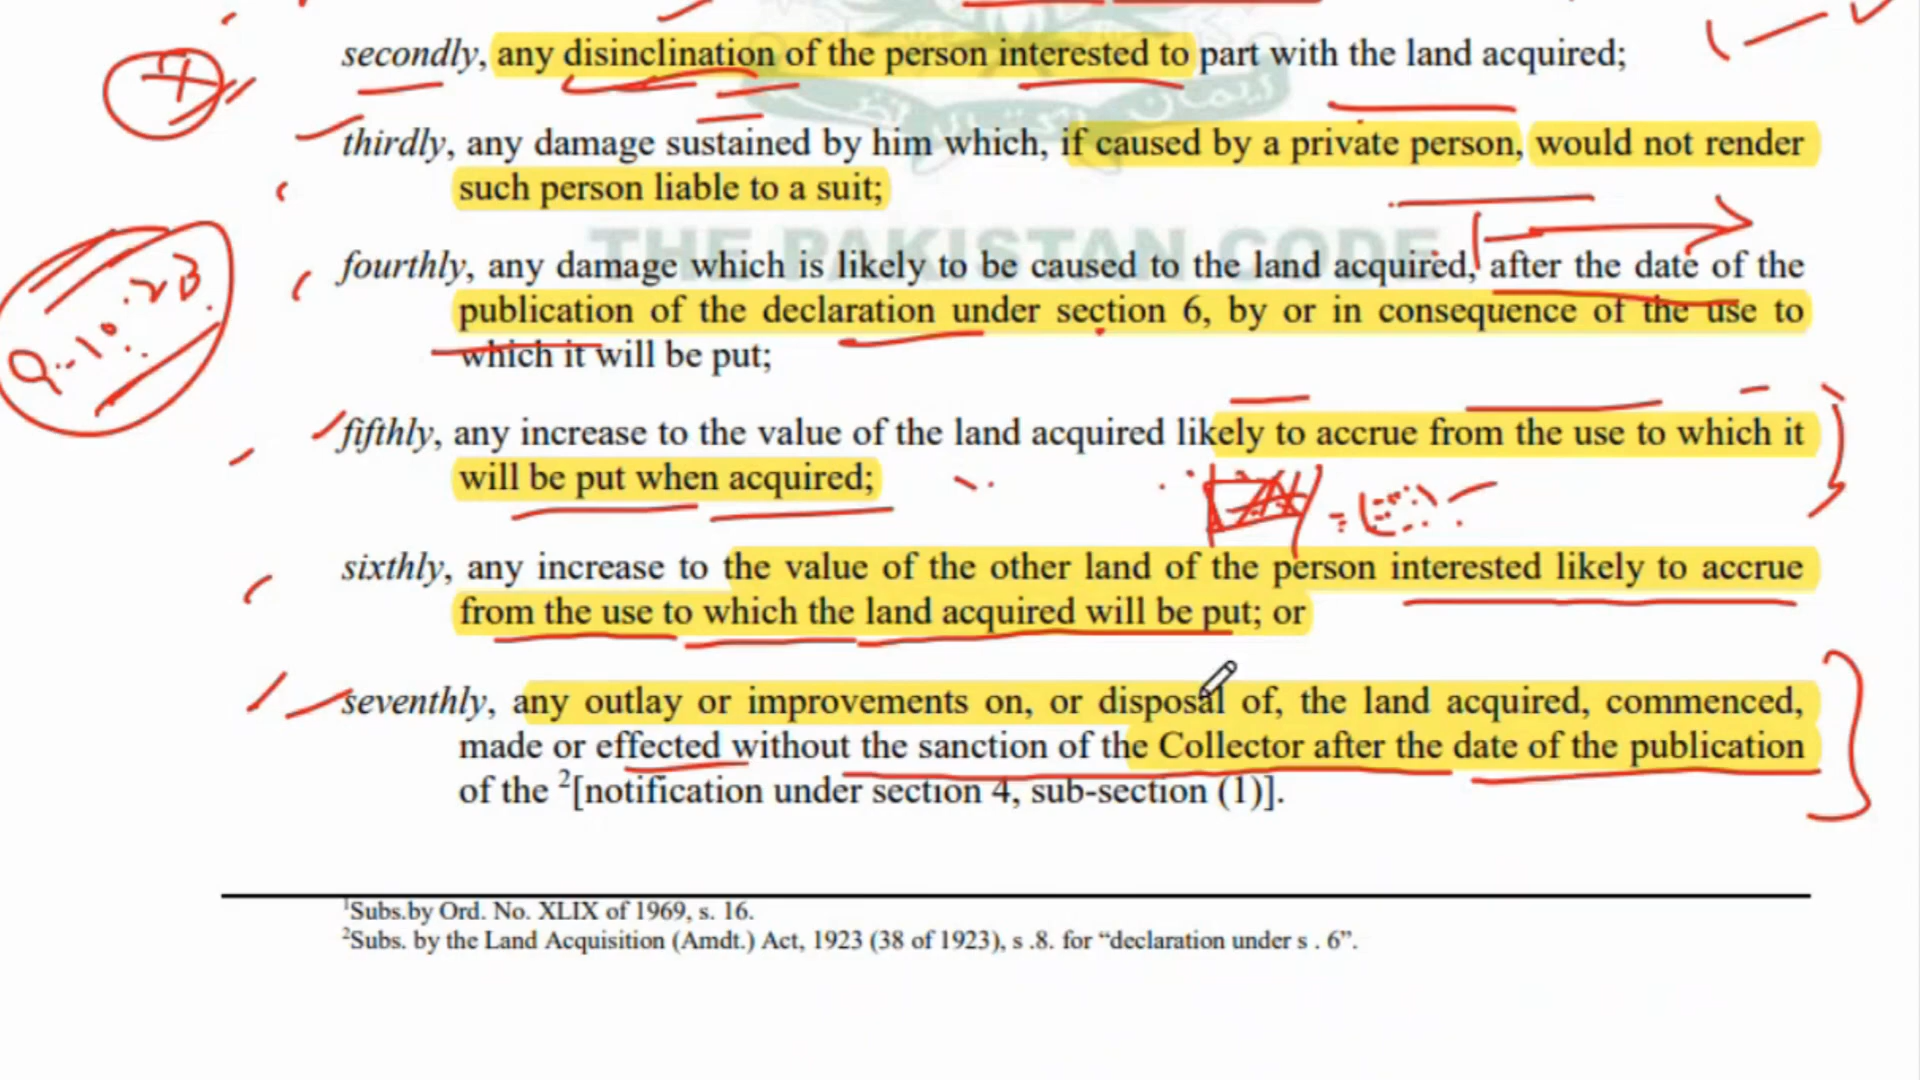 secondly, any disinclination of the person interested to part with the land acquired;
thirdly, any damage sustained by him which, if caused by a private person, would not render
such person liable to a suit;
THE PAKISTAN CODE
fourthly, any damage which is likely to be caused to the land acquired, after the date of the
publication of the declaration under section 6, by or in consequence of the use to
which it will be put;
fifthly, any increase to the value of the land acquired likely to accrue from the use to which it
will be put when acquired;
sixthly, any increase to the value of the other land of the person interested likely to accrue
from the use to which the land acquired will be put; or
seventhly, any outlay or improvements on, or disposal of, the land acquired, commenced,
made or effected without the sanction of the Collector after the date of the publication
of the 2[notification under section 4, sub-section (1)].
1Subs.by Ord. No. XLIX of 1969, s. 16.
2Subs. by the Land Acquisition (Amdt.) Act, 1923 (38 of 1923), s .8. for “declaration under s . 6”.